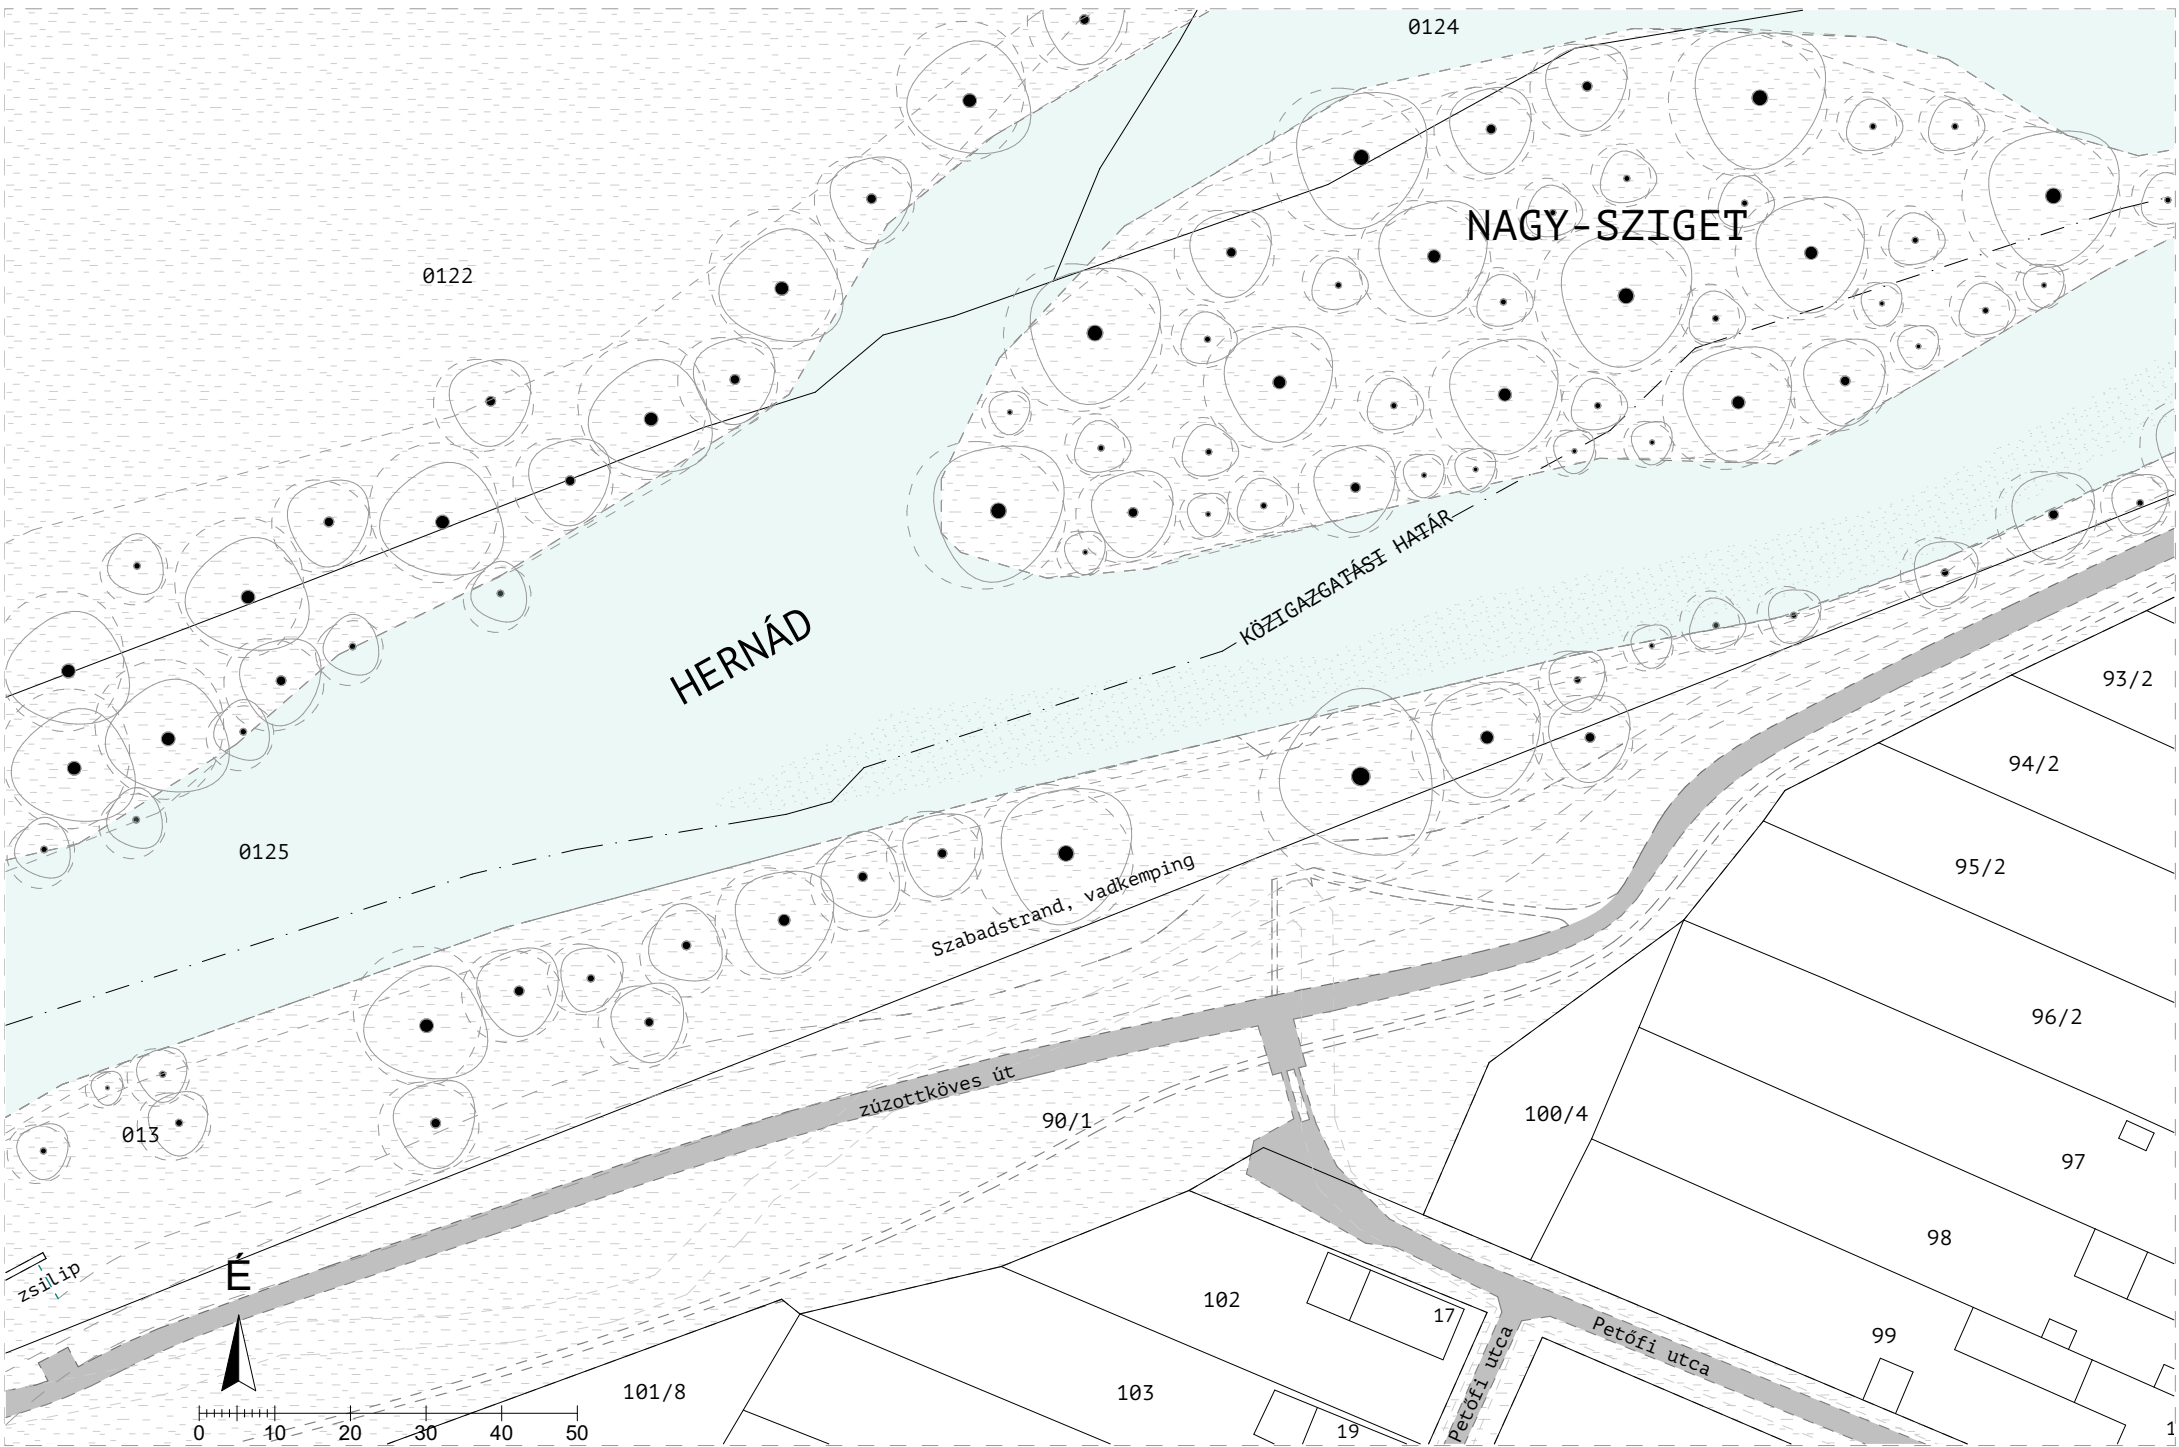 0124
NAGY-SZIGET
0122
KÖZIGAZGATÁSI HATÁR
HERNÁD
93/2
94/2
0125
95/2
Szabadstrand, vadkemping
96/2
zúzottköves út
013
90/1
100/4
97
98
zsilip
É
102
17
Petőfi utca
Petőfi utca
99
101/8
103
19
0 10 20 30 40 50